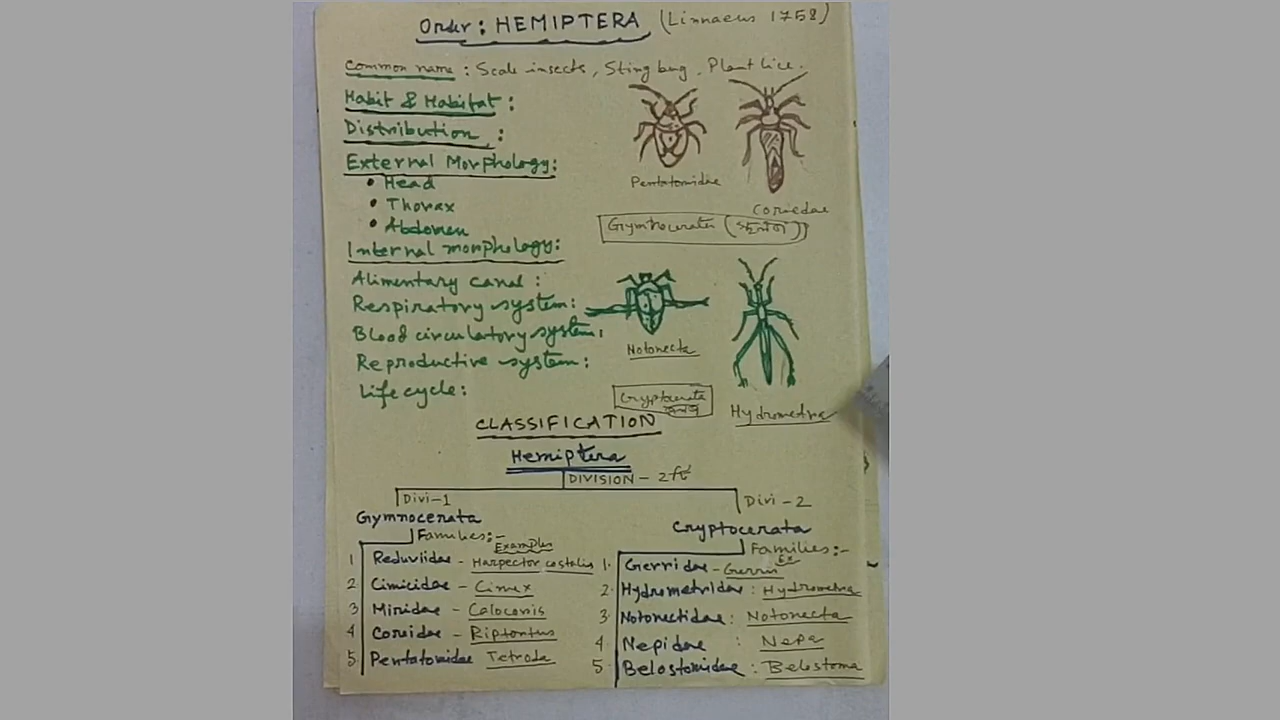 Order: HEMIPTERA (Linnaeus 1758)
Common name: Scale insects, Sting bug, Plant lice.
Habit & Habitat:
Distribution:
External Morphology:
• Head
• Thorax
• Abdomen
Internal morphology:
Alimentary canal:
Respiratory system:
Blood circulatory system:
Reproductive system:
Life cycle:
Pentatomidae
Coriedae
Gymnocerata
Notonecta
Hydrometra
Cryptocerata
CLASSIFICATION
Hemiptera
DIVISION - 2
Divi-1
Gymnocerata
Families:-
Examples
1 Reduviidae - Harpector costalis
2 Cimicidae - Cimex
3 Miridae - Caloconis
4 Coreidae - Riptortus
5 Pentatomidae Tetroda
Divi-2
Cryptocerata
Families:-
Ex
1. Gerridae - Gerris
2. Hydrometridae: Hydrometra
3. Notonectidae: Notonecta
4. Nepidae : Nepa
5. Belostomidae: Belostoma